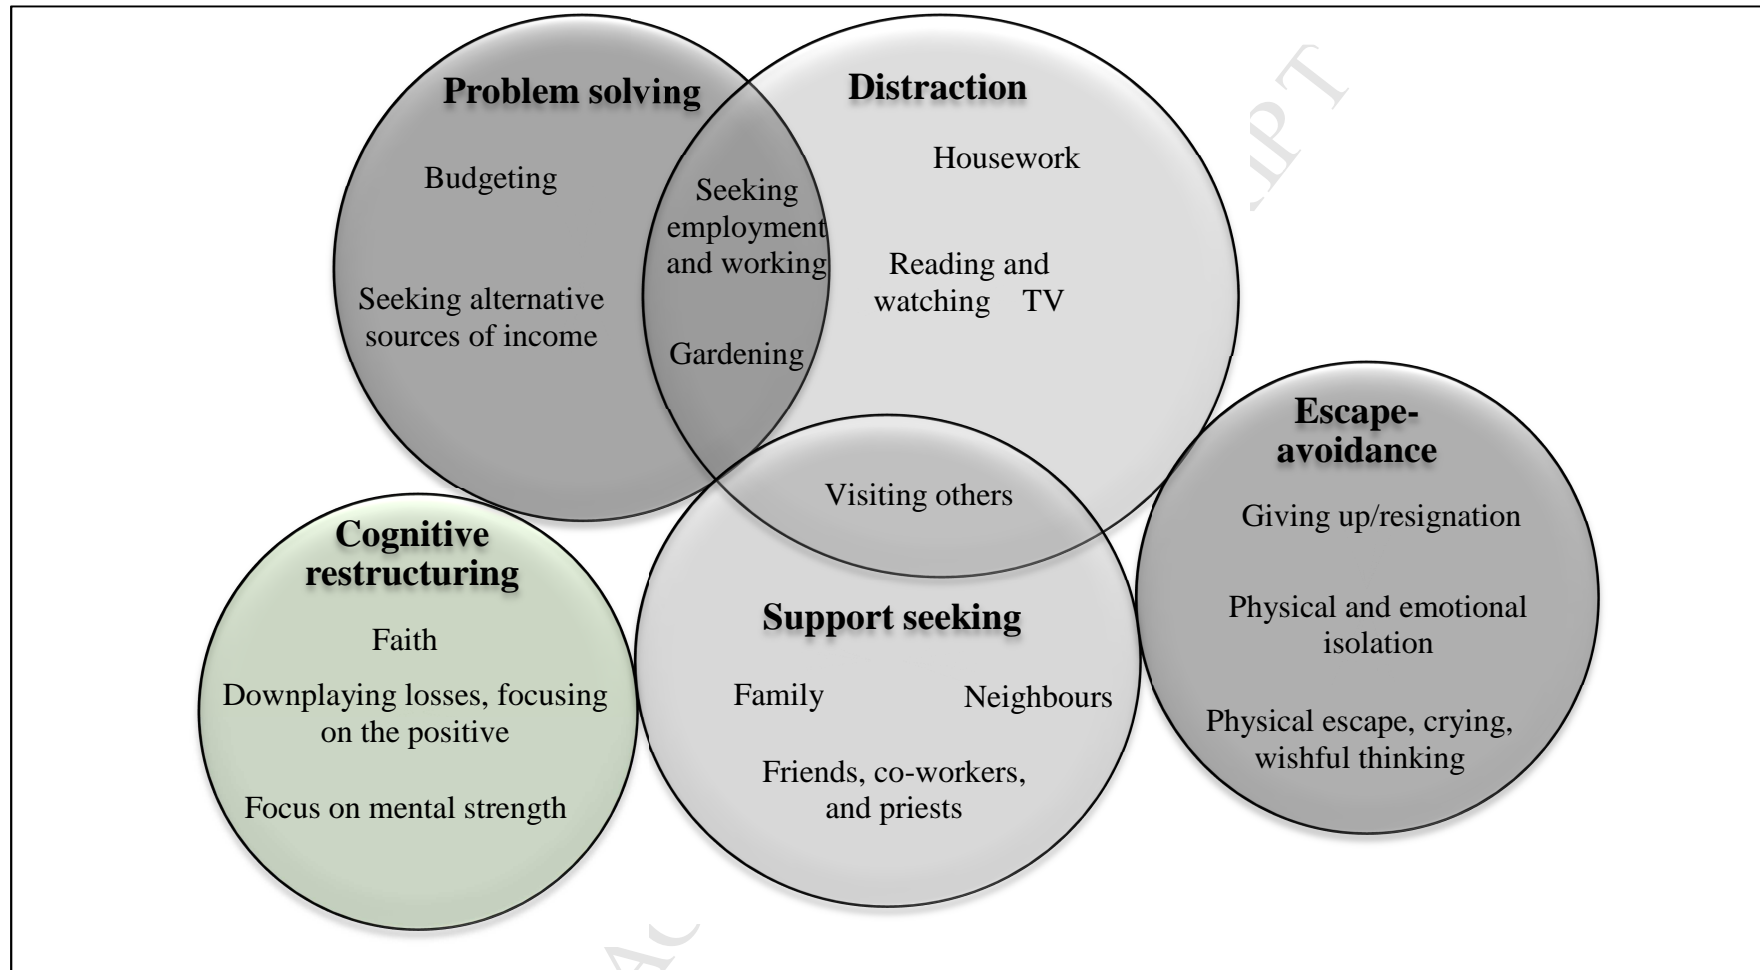 Problem solving
Budgeting
Seeking alternative
sources of income
Seeking
employment
and working
Gardening
Distraction
Housework
Reading and
watching TV
Visiting others
Escape-
avoidance
Giving up/resignation
Physical and emotional
isolation
Physical escape, crying,
wishful thinking
Cognitive
restructuring
Faith
Downplaying losses, focusing
on the positive
Focus on mental strength
Support seeking
Family
Neighbours
Friends, co-workers,
and priests